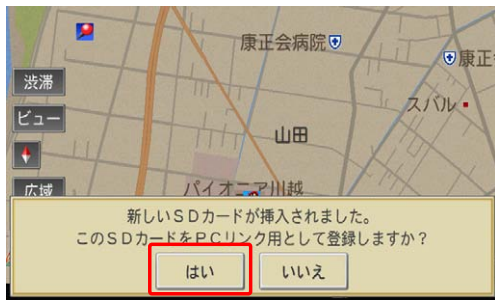 康正会病院
康正
渋滞
スバル
ビュー
山田
広域
パイオニア川越
新しいSDカードが挿入されました。
このSDカードをPCリンク用として登録しますか？
はい
いいえ